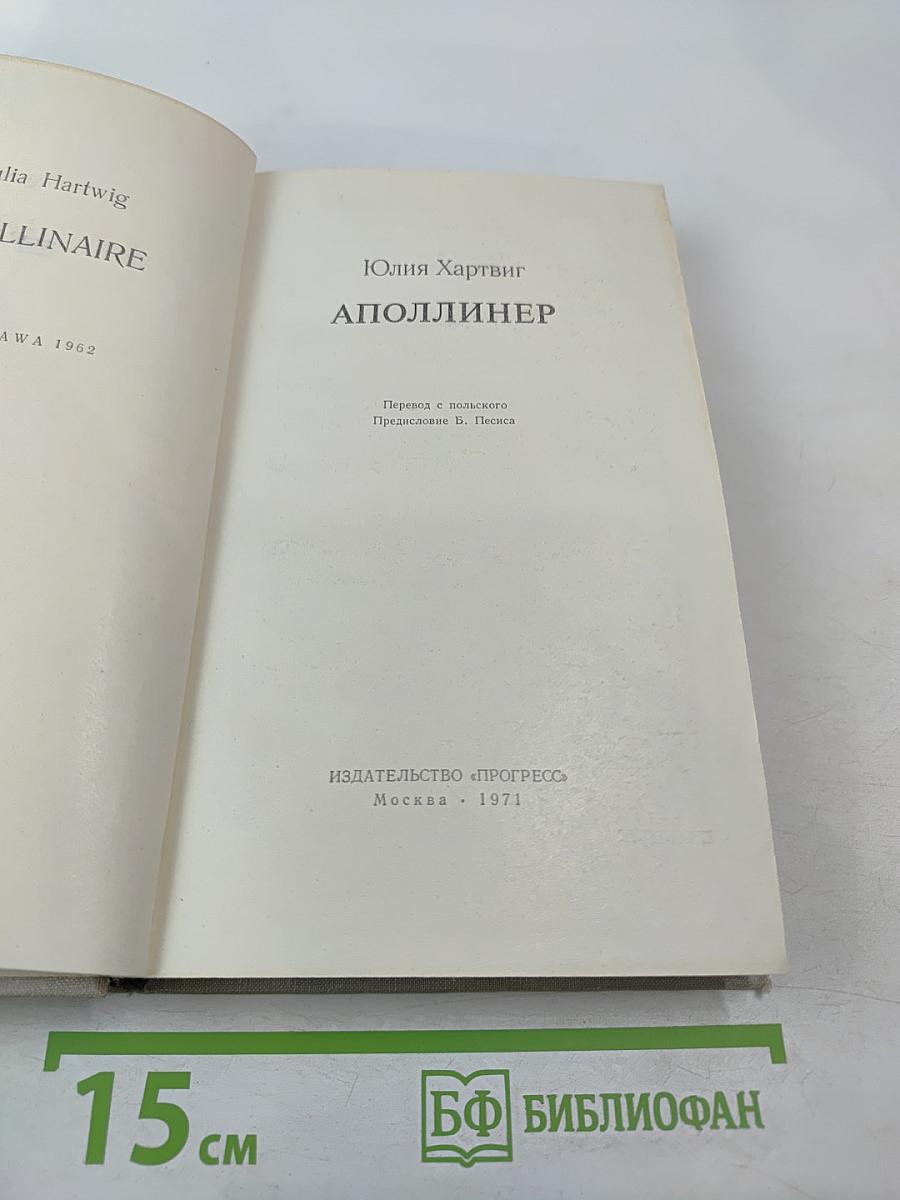 Hartwig
LLINAIRE
AWA 1962
Юлия Хартвиг
АПОЛЛИНЕР
Перевод с польского
Предисловие Б. Песиса
ИЗДАТЕЛЬСТВО «ПРОГРЕСС»
Москва • 1971
15 см
БФ БИБЛИОФАН